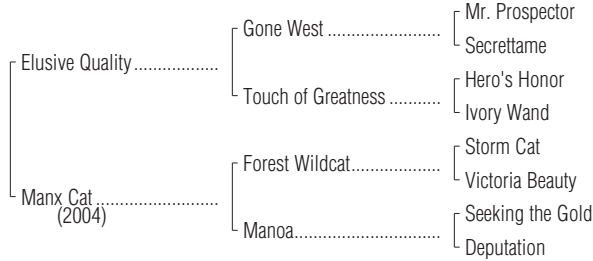 Mr. Prospector
Gone West
Secrettame
Elusive Quality
Hero's Honor
Touch of Greatness
Ivory Wand
Storm Cat
Forest Wildcat
Victoria Beauty
Manx Cat
(2004)
Seeking the Gold
Manoa
Deputation